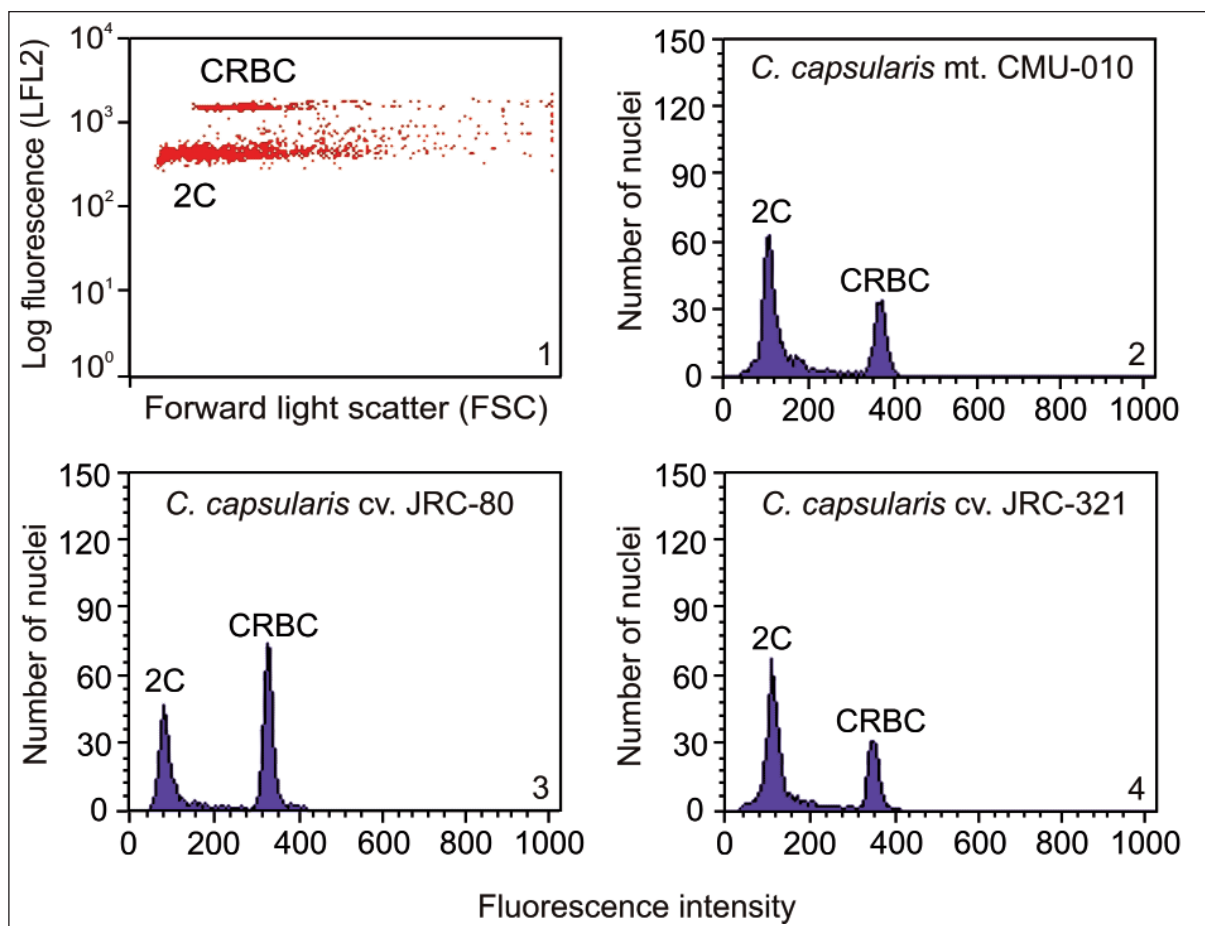 10⁴
10³
10²
10¹
10⁰
Log fluorescence (LFL2)
CRBC
2C
1
Forward light scatter (FSC)
150
120
90
60
30
0
Number of nuclei
C. capsularis mt. CMU-010
2C
CRBC
2
0 200 400 600 800 1000
150
120
90
60
30
0
Number of nuclei
C. capsularis cv. JRC-80
2C
CRBC
3
0 200 400 600 800 1000
150
120
90
60
30
0
Number of nuclei
C. capsularis cv. JRC-321
2C
CRBC
4
0 200 400 600 800 1000
Fluorescence intensity